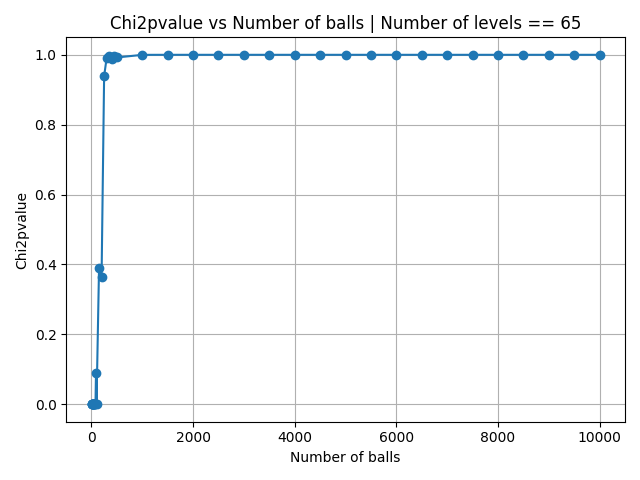 Chi2pvalue vs Number of balls | Number of levels == 65
1.0
0.8
0.6
0.4
0.2
0.0
Chi2pvalue
0 2000 4000 6000 8000 10000
Number of balls